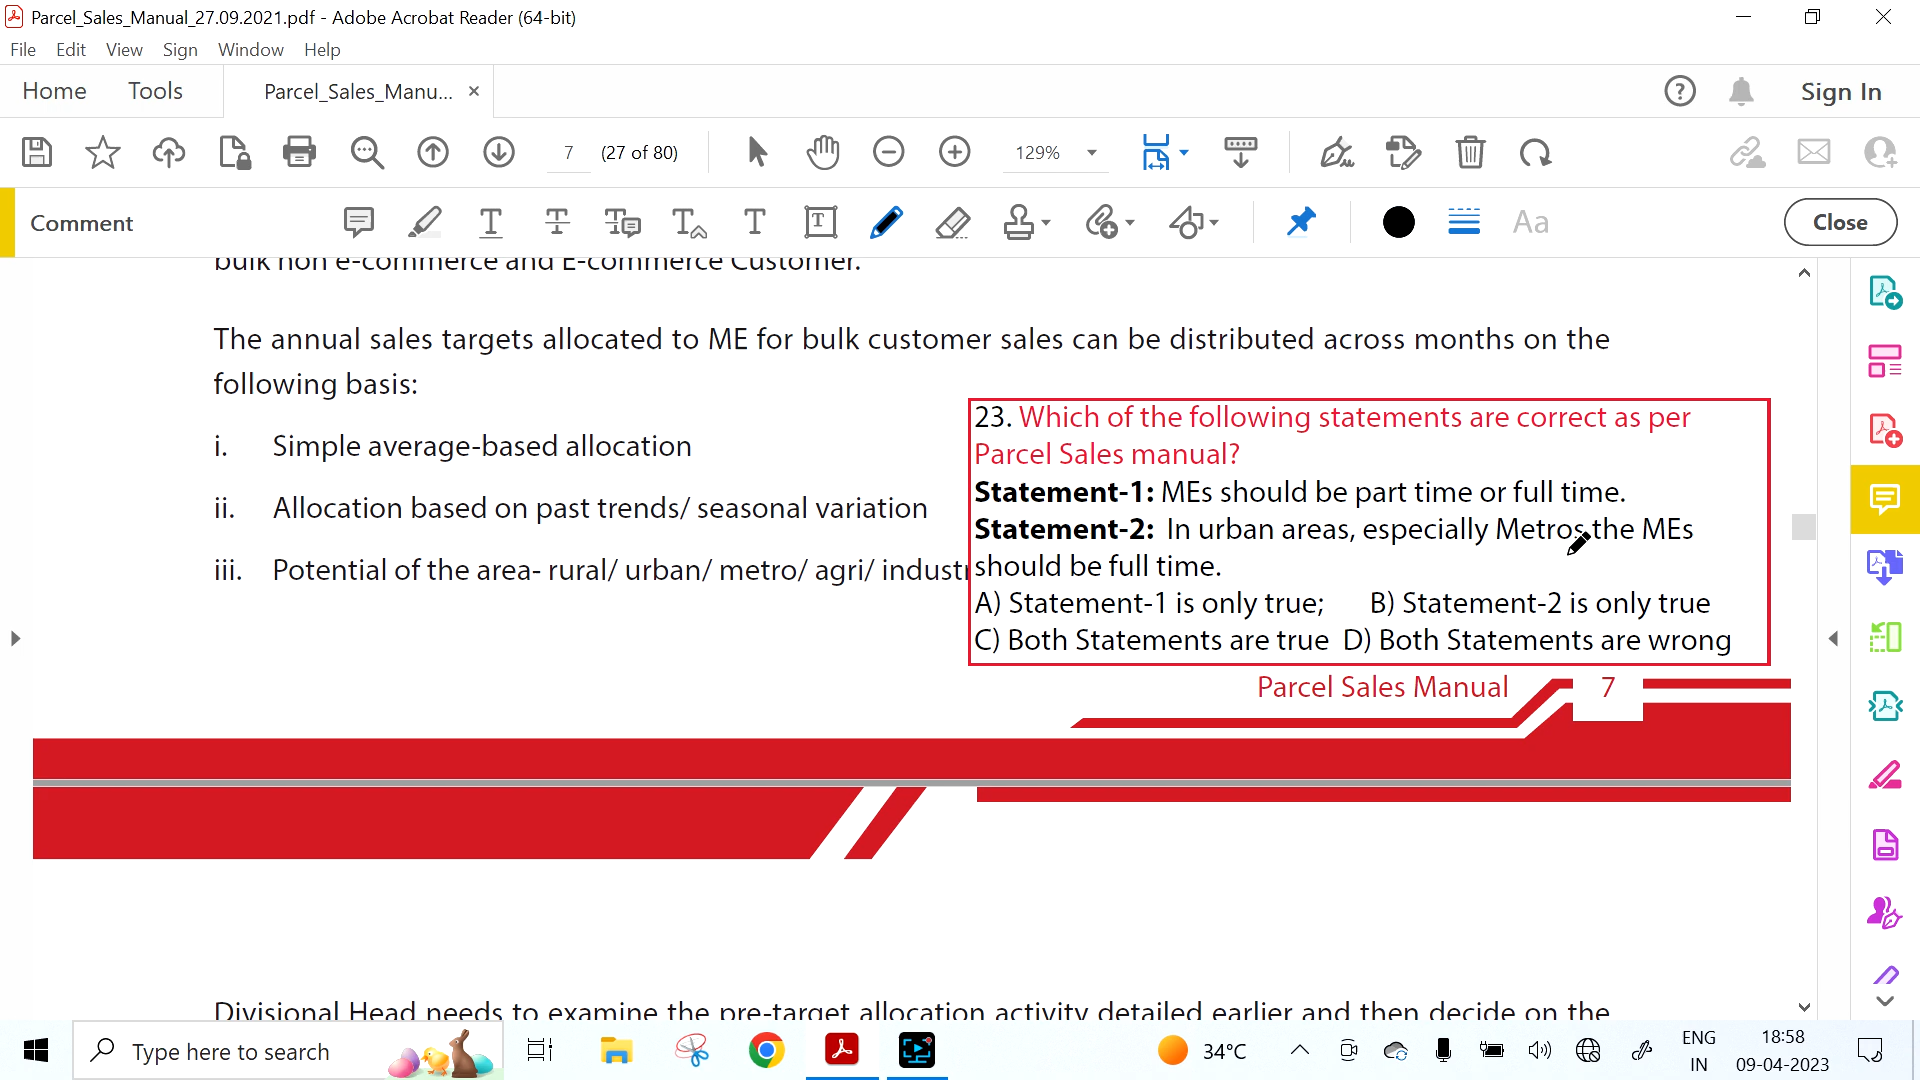 Parcel_Sales_Manual_27.09.2021.pdf - Adobe Acrobat Reader (64-bit)
File Edit View Sign Window Help
Home Tools Parcel_Sales_Manu... × Sign In
7 (27 of 80) 129%
Comment Aa Close
bulk non e-commerce and E-commerce Customer.
The annual sales targets allocated to ME for bulk customer sales can be distributed across months on the
following basis:
i. Simple average-based allocation
ii. Allocation based on past trends/ seasonal variation
iii. Potential of the area- rural/ urban/ metro/ agri/ industr
23. Which of the following statements are correct as per
Parcel Sales manual?
Statement-1: MEs should be part time or full time.
Statement-2: In urban areas, especially Metros the MEs
should be full time.
A) Statement-1 is only true; B) Statement-2 is only true
C) Both Statements are true D) Both Statements are wrong
Parcel Sales Manual 7
Divisional Head needs to examine the pre-target allocation activity detailed earlier and then decide on the
Type here to search 34°C ENG 18:58
IN 09-04-2023